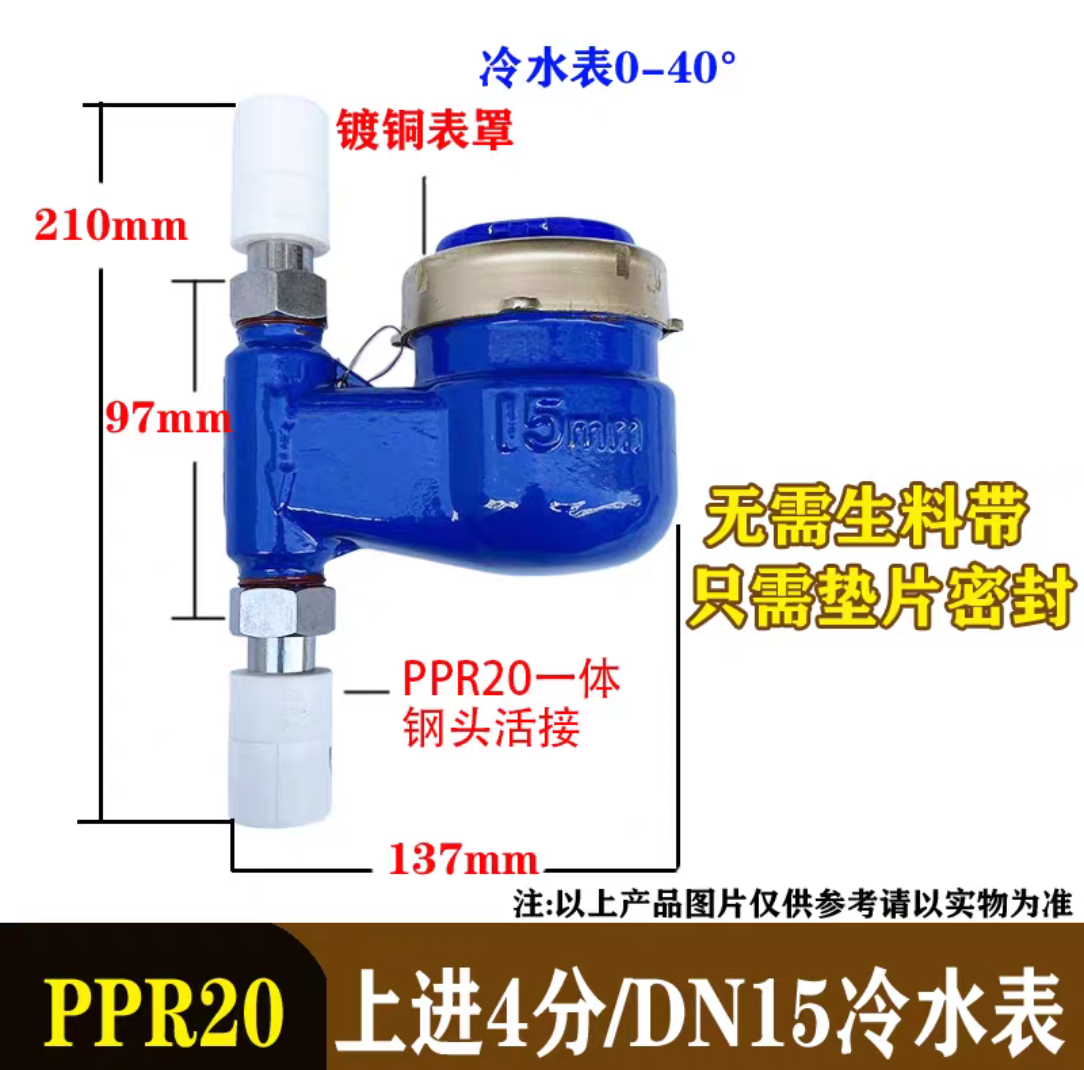 冷水表0-40°
镀铜表罩
210mm
97mm
15mm
无需生料带
只需垫片密封
PPR20一体
钢头活接
137mm
注:以上产品图片仅供参考请以实物为准
PPR20
上进4分/DN15冷水表